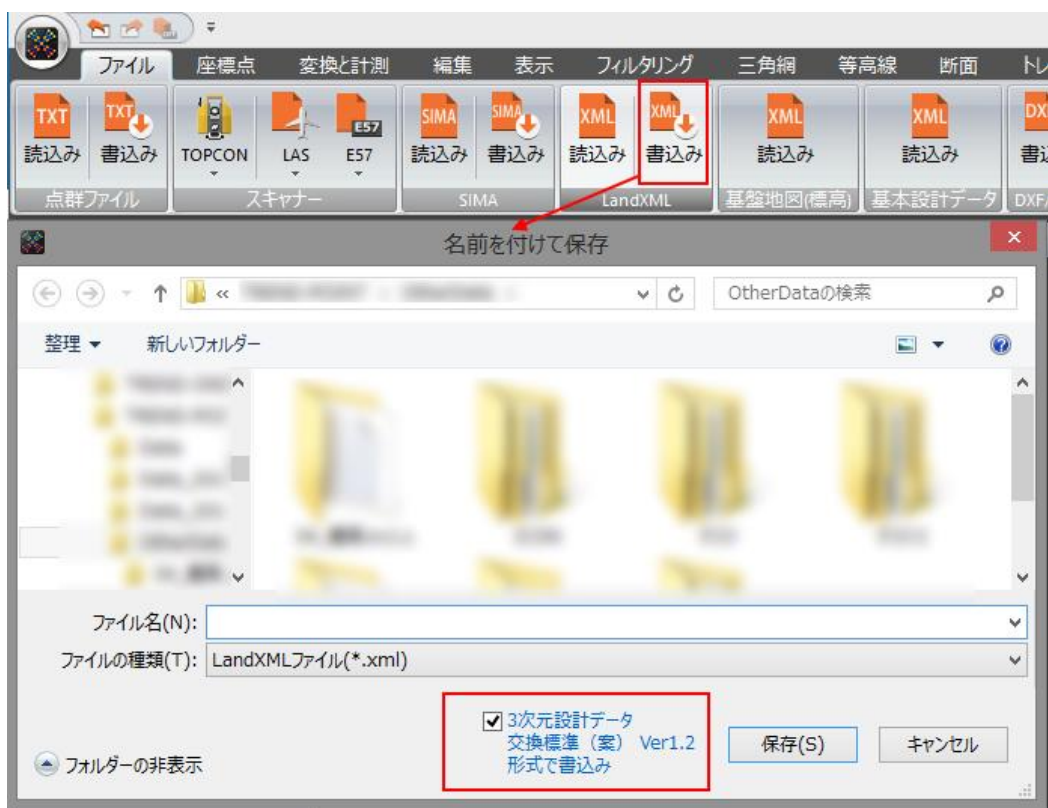 ファイル 座標点 変換と計測 編集 表示 フィルタリング 三角網 等高線 断面
TXT TXT E57 SIMA SIMA XML XML XML XML
読込み 書込み TOPCON LAS E57 読込み 書込み 読込み 書込み 読込み 読込み
点群ファイル スキャナー SIMA LandXML 基盤地図(標高) 基本設計データ
名前を付けて保存
« OtherDataの検索
整理 新しいフォルダー
ファイル名(N):
ファイルの種類(T): LandXMLファイル(*.xml)
3次元設計データ
交換標準（案） Ver1.2
形式で書込み
保存(S) キャンセル
フォルダーの非表示